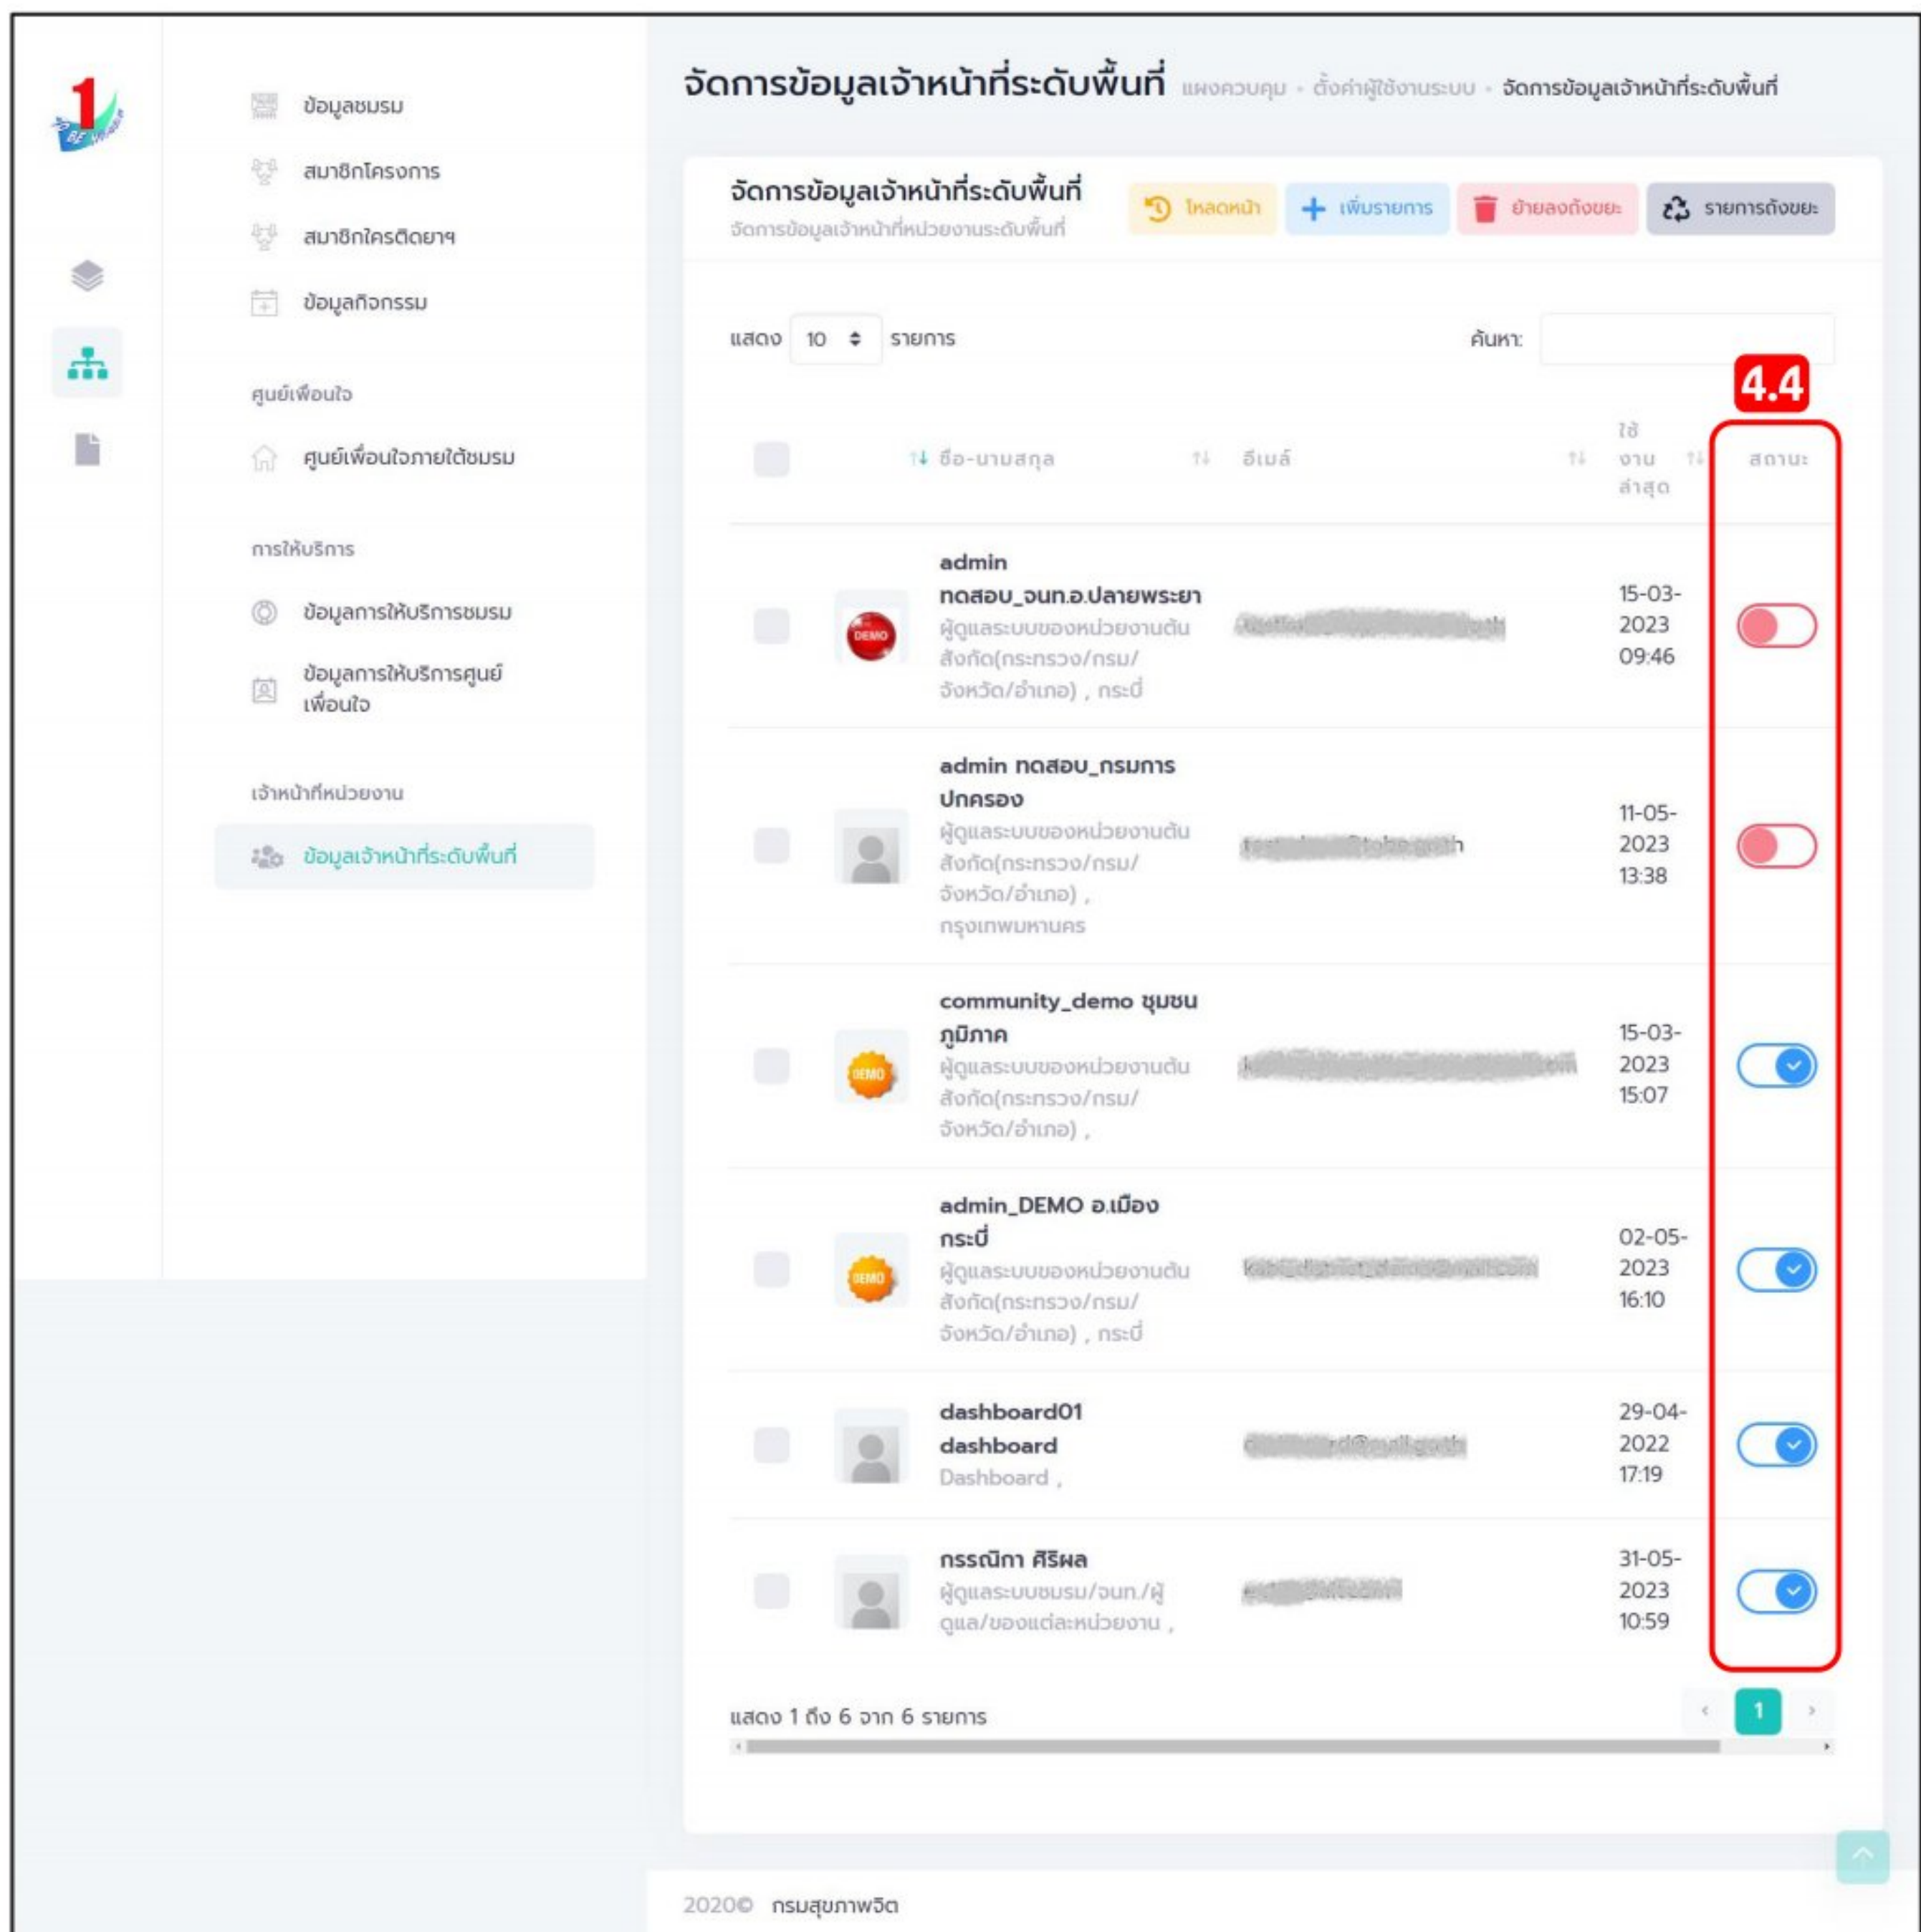 1
TO BE NUMBER
ข้อมูลชมรม
สมาชิกโครงการ
สมาชิกใครติดยาฯ
ข้อมูลกิจกรรม
ศูนย์เพื่อนใจ
ศูนย์เพื่อนใจภายใต้ชมรม
การให้บริการ
ข้อมูลการให้บริการชมรม
ข้อมูลการให้บริการศูนย์
เพื่อนใจ
เจ้าหน้าที่หน่วยงาน
ข้อมูลเจ้าหน้าที่ระดับพื้นที่
จัดการข้อมูลเจ้าหน้าที่ระดับพื้นที่ แผงควบคุม - ตั้งค่าผู้ใช้งานระบบ - จัดการข้อมูลเจ้าหน้าที่ระดับพื้นที่
จัดการข้อมูลเจ้าหน้าที่ระดับพื้นที่
จัดการข้อมูลเจ้าหน้าที่หน่วยงานระดับพื้นที่
โหลดหน้า เพิ่มรายการ ย้ายลงถังขยะ รายการถังขยะ
แสดง 10 รายการ ค้นหา:
4.4
ชื่อ-นามสกุล อีเมล์ ใช้
งาน
ล่าสุด
สถานะ
admin
ทดสอบ_จนท.อ.ปลายพระยา
ผู้ดูแลระบบของหน่วยงานต้น
สังกัด(กระทรวง/กรม/
จังหวัด/อำเภอ) , กระบี่
15-03-
2023
09:46
DEMO
admin ทดสอบ_กรมการ
ปกครอง
ผู้ดูแลระบบของหน่วยงานต้น
สังกัด(กระทรวง/กรม/
จังหวัด/อำเภอ) ,
กรุงเทพมหานคร
11-05-
2023
13:38
community_demo ชุมชน
ภูมิภาค
ผู้ดูแลระบบของหน่วยงานต้น
สังกัด(กระทรวง/กรม/
จังหวัด/อำเภอ) ,
15-03-
2023
15:07
DEMO
admin_DEMO อ.เมือง
กระบี่
ผู้ดูแลระบบของหน่วยงานต้น
สังกัด(กระทรวง/กรม/
จังหวัด/อำเภอ) , กระบี่
02-05-
2023
16:10
DEMO
dashboard01
dashboard
Dashboard ,
29-04-
2022
17:19
กรรณิกา ศิริผล
ผู้ดูแลระบบชมรม/จนท./ผู้
ดูแล/ของแต่ละหน่วยงาน ,
31-05-
2023
10:59
แสดง 1 ถึง 6 จาก 6 รายการ
1
2020© กรมสุขภาพจิต